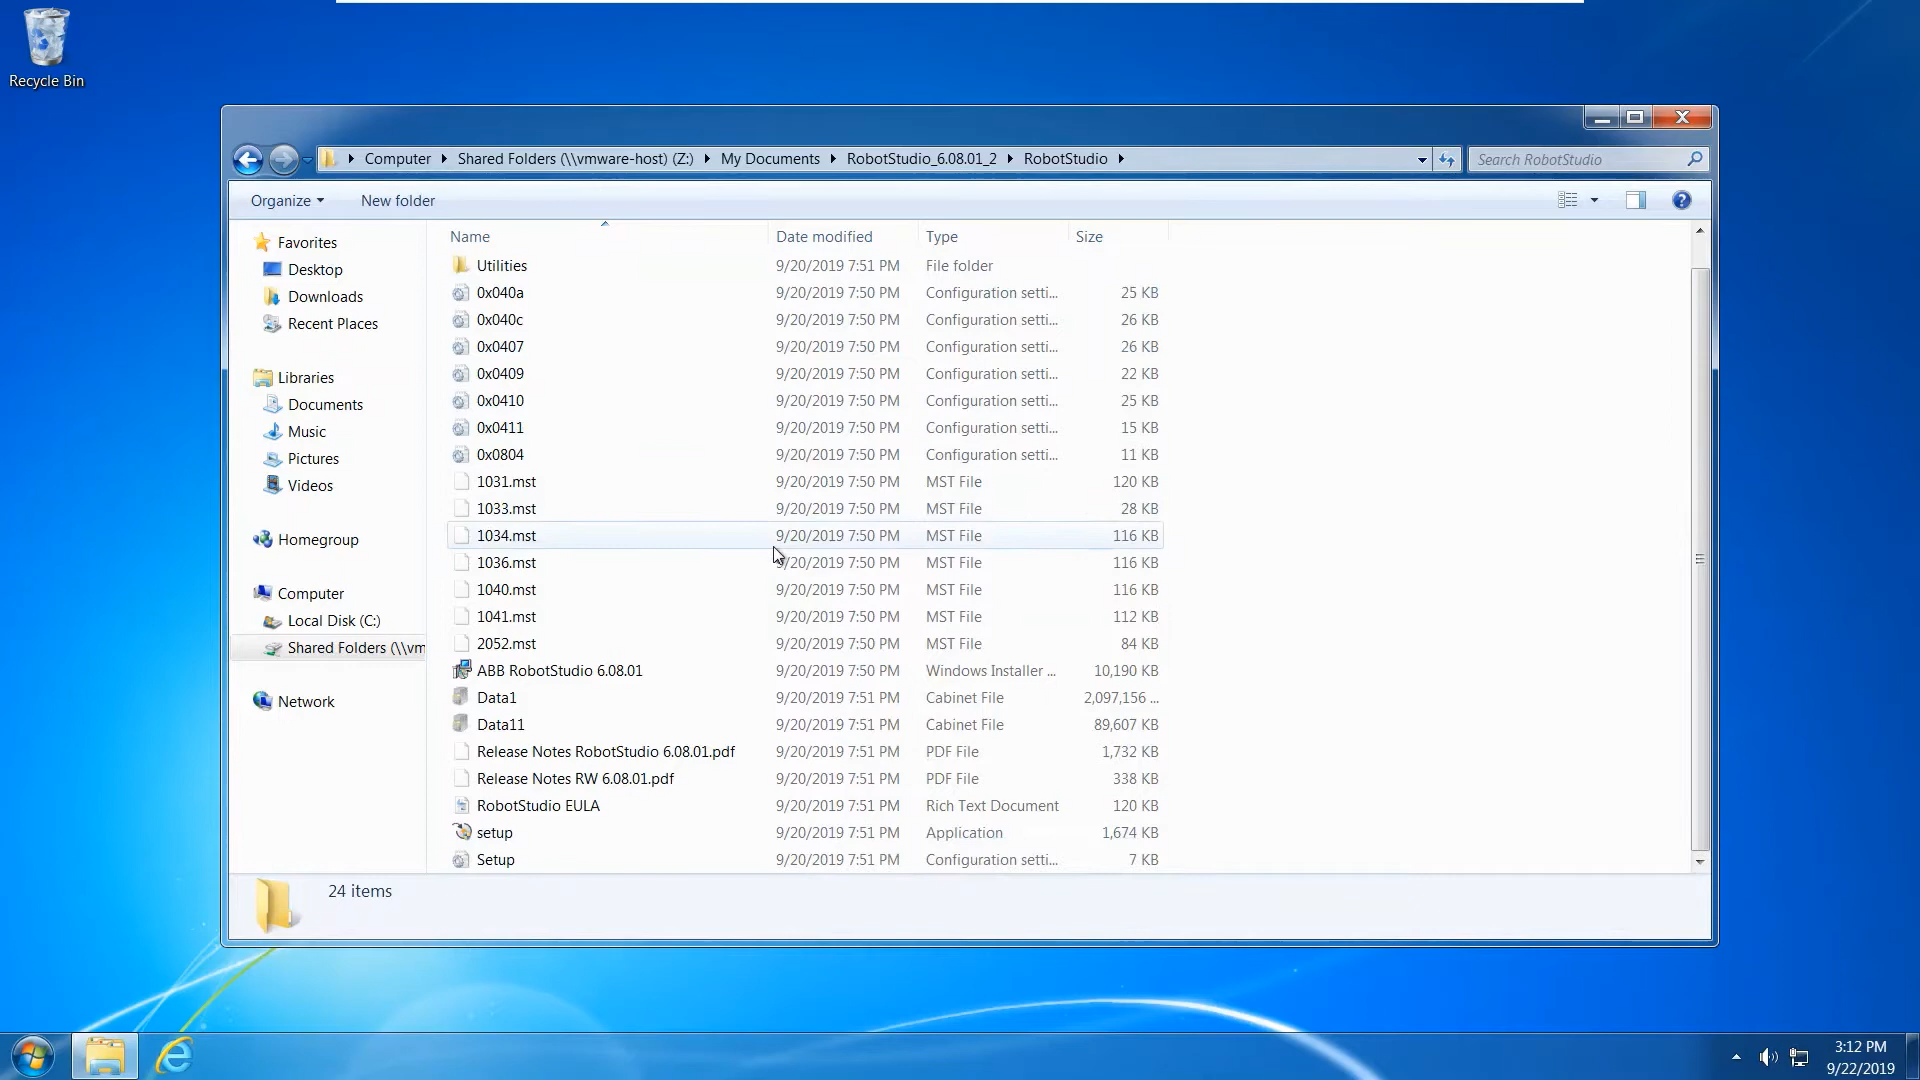 Recycle Bin
Computer Shared Folders (\\vmware-host) (Z:) My Documents RobotStudio_6.08.01_2 RobotStudio
Search RobotStudio
Organize New folder
Name Date modified Type Size
Favorites
Desktop
Downloads
Recent Places
Libraries
Documents
Music
Pictures
Videos
Homegroup
Computer
Local Disk (C:)
Shared Folders (\\vm
Network
Utilities 9/20/2019 7:51 PM File folder
0x040a 9/20/2019 7:50 PM Configuration setti... 25 KB
0x040c 9/20/2019 7:50 PM Configuration setti... 26 KB
0x0407 9/20/2019 7:50 PM Configuration setti... 26 KB
0x0409 9/20/2019 7:50 PM Configuration setti... 22 KB
0x0410 9/20/2019 7:50 PM Configuration setti... 25 KB
0x0411 9/20/2019 7:50 PM Configuration setti... 15 KB
0x0804 9/20/2019 7:50 PM Configuration setti... 11 KB
1031.mst 9/20/2019 7:50 PM MST File 120 KB
1033.mst 9/20/2019 7:50 PM MST File 28 KB
1034.mst 9/20/2019 7:50 PM MST File 116 KB
1036.mst 9/20/2019 7:50 PM MST File 116 KB
1040.mst 9/20/2019 7:50 PM MST File 116 KB
1041.mst 9/20/2019 7:50 PM MST File 112 KB
2052.mst 9/20/2019 7:50 PM MST File 84 KB
ABB RobotStudio 6.08.01 9/20/2019 7:50 PM Windows Installer ... 10,190 KB
Data1 9/20/2019 7:51 PM Cabinet File 2,097,156 ...
Data11 9/20/2019 7:51 PM Cabinet File 89,607 KB
Release Notes RobotStudio 6.08.01.pdf 9/20/2019 7:51 PM PDF File 1,732 KB
Release Notes RW 6.08.01.pdf 9/20/2019 7:51 PM PDF File 338 KB
RobotStudio EULA 9/20/2019 7:51 PM Rich Text Document 120 KB
setup 9/20/2019 7:51 PM Application 1,674 KB
Setup 9/20/2019 7:51 PM Configuration setti... 7 KB
24 items
3:12 PM
9/22/2019